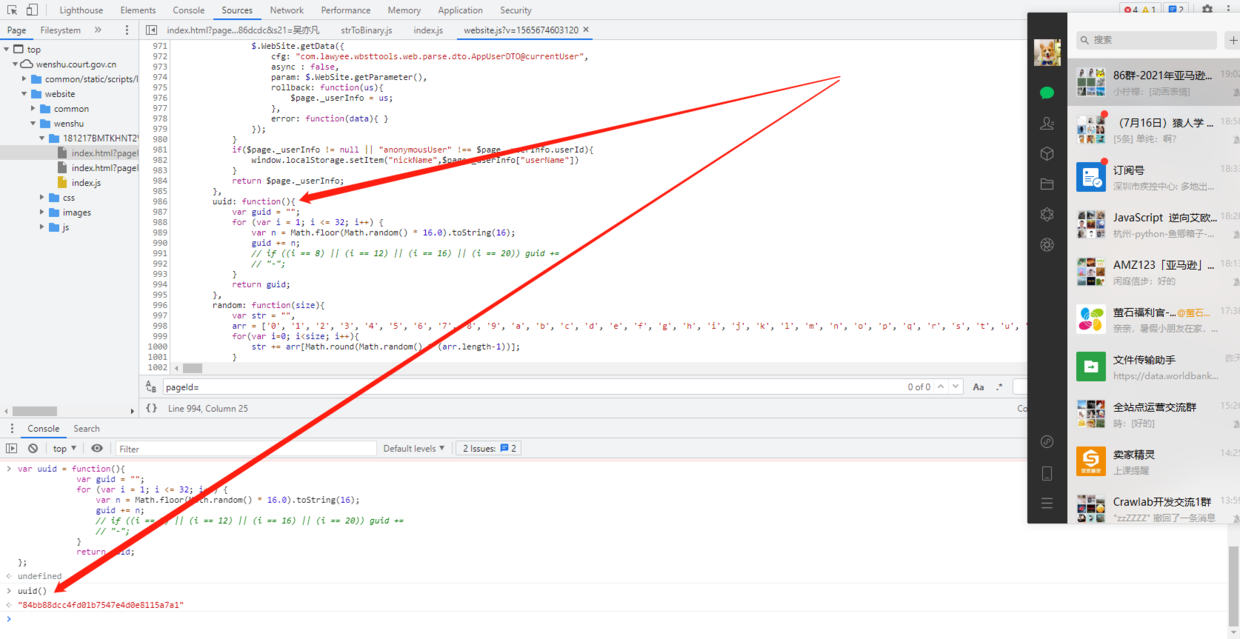 Lighthouse Elements Console Sources Network Performance Memory Application Security 4 1 2
Page Filesystem »
index.html?page...86dcdc&s21=吴亦凡 strToBinary.js index.js website.js?v=1565674603120 ×
top
wenshu.court.gov.cn
common/static/scripts/l
website
common
wenshu
181217BMTKHNT2
index.html?pageI
index.html?pageI
index.js
css
images
js
971 $.WebSite.getData({
972 cfg: "com.lawyee.wbsttools.web.parse.dto.AppUserDTO@currentUser",
973 async : false,
974 param: $.WebSite.getParameter(),
975 rollback: function(us){
976 $page._userInfo = us;
977 },
978 error: function(data){ }
979 });
980 }
981 if($page._userInfo != null || "anonymousUser" !== $page._userInfo.userId){
982 window.localStorage.setItem("nickName",$page._userInfo["userName"])
983 }
984 return $page._userInfo;
985 },
986 uuid: function(){
987 var guid = "";
988 for (var i = 1; i <= 32; i++) {
989 var n = Math.floor(Math.random() * 16.0).toString(16);
990 guid += n;
991 // if ((i == 8) || (i == 12) || (i == 16) || (i == 20)) guid +=
992 // "-";
993 }
994 return guid;
995 },
996 random: function(size){
997 var str = "",
998 arr = ['0', '1', '2', '3', '4', '5', '6', '7', '8', '9', 'a', 'b', 'c', 'd', 'e', 'f', 'g', 'h', 'i', 'j', 'k', 'l', 'm', 'n', 'o', 'p', 'q', 'r', 's', 't', 'u', '
999 for(var i=0; i<size; i++){
1000 str += arr[Math.round(Math.random() * (arr.length-1))];
1001 }
1002
pageId= 0 of 0 Aa .*
{} Line 994, Column 25 Co
Console Search
top Filter Default levels 2 Issues: 2
var uuid = function(){
var guid = "";
for (var i = 1; i <= 32; i++) {
var n = Math.floor(Math.random() * 16.0).toString(16);
guid += n;
// if ((i == 8) || (i == 12) || (i == 16) || (i == 20)) guid +=
// "-";
}
return guid;
};
undefined
uuid()
"84bb88dcc4fd01b7547e4d0e8115a7a1"
搜索
86群-2021年亚马逊... 19:02
小柠檬：[动画表情]
（7月16日）猿人学 ... 18:58
[5条] 单纯：啊?
订阅号 18:33
深圳市疾控中心: 多地出...
JavaScript 逆向艾欧... 18:28
杭州-python-鱼卿箱子-...
AMZ123「亚马逊」... 18:13
闲庭信步：好的
萤石福利官-...@萤石... 17:38
亲亲，暑假小朋友在家，...
文件传输助手 昨天
https://data.worldbank...
全站点运营交流群 15:26
時：[好的]
卖家精灵 14:25
上课提醒
Crawlab开发交流1群 13:59
"zzZZZZ" 撤回了一条消息